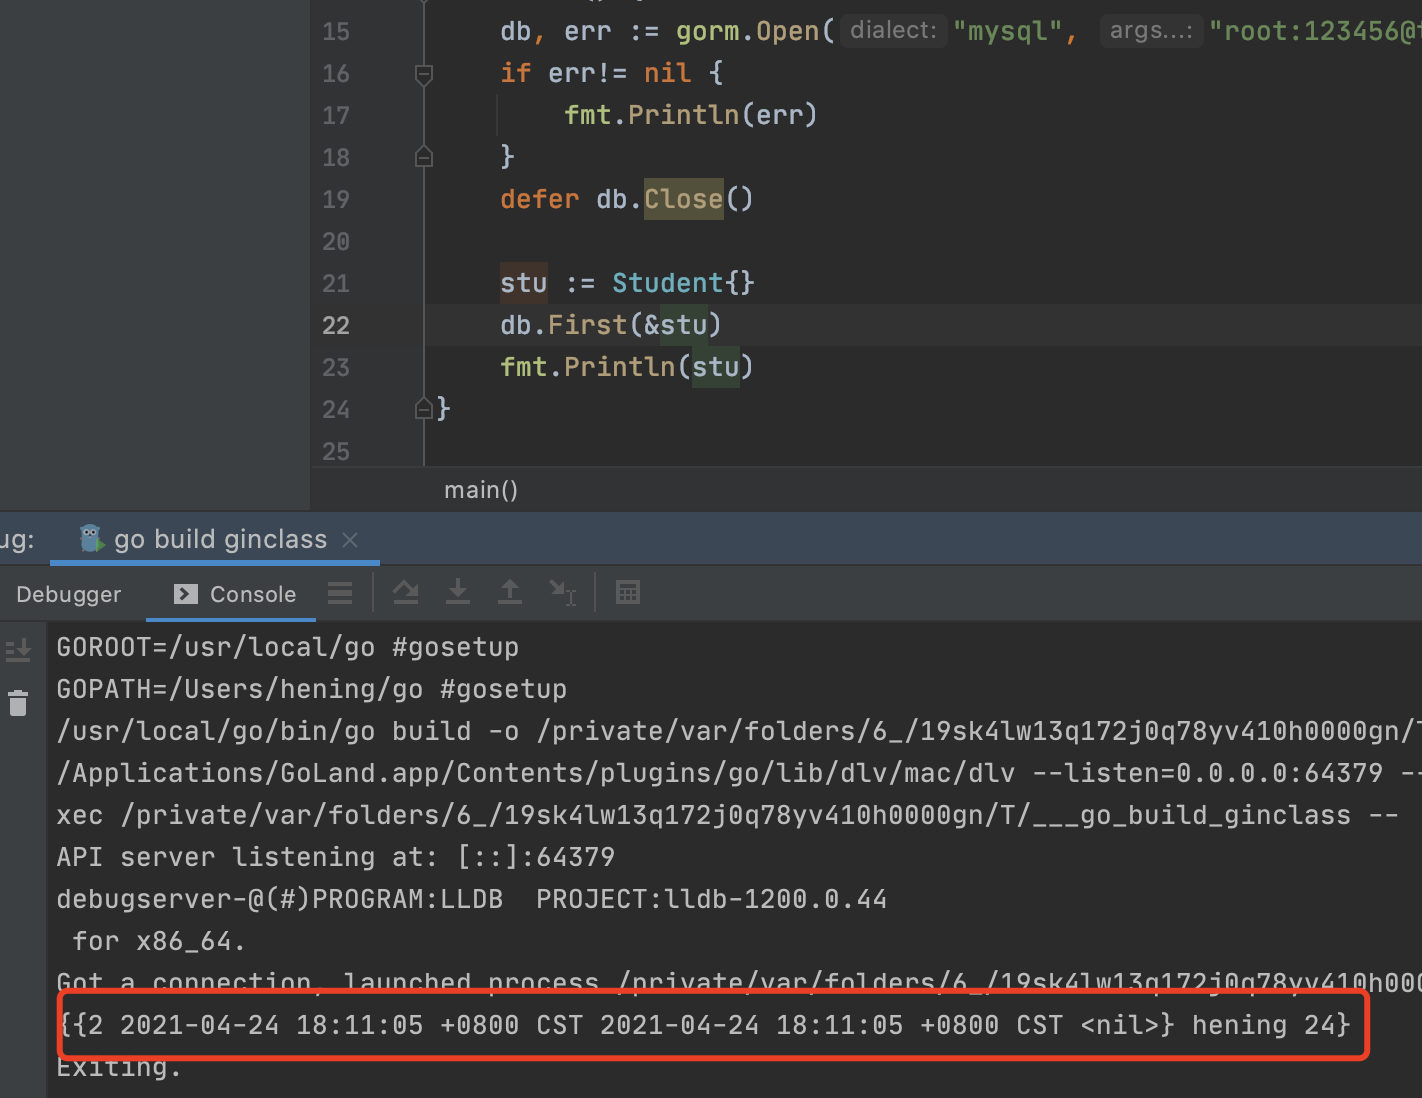 15 db, err := gorm.Open( dialect: "mysql", args...: "root:123456@
16 if err!= nil {
17 fmt.Println(err)
18 }
19 defer db.Close()
20
21 stu := Student{}
22 db.First(&stu)
23 fmt.Println(stu)
24 }
25
main()
ug: go build ginclass
Debugger Console
GOROOT=/usr/local/go #gosetup
GOPATH=/Users/hening/go #gosetup
/usr/local/go/bin/go build -o /private/var/folders/6_/19sk4lw13q172j0q78yv410h0000gn/T
/Applications/GoLand.app/Contents/plugins/go/lib/dlv/mac/dlv --listen=0.0.0.0:64379 --
xec /private/var/folders/6_/19sk4lw13q172j0q78yv410h0000gn/T/___go_build_ginclass --
API server listening at: [::]:64379
debugserver-@(#)PROGRAM:LLDB  PROJECT:lldb-1200.0.44
for x86_64.
Got a connection, launched process /private/var/folders/6_/19sk4lw13q172j0q78yv410h000
{{2 2021-04-24 18:11:05 +0800 CST 2021-04-24 18:11:05 +0800 CST <nil>} hening 24}
Exiting.